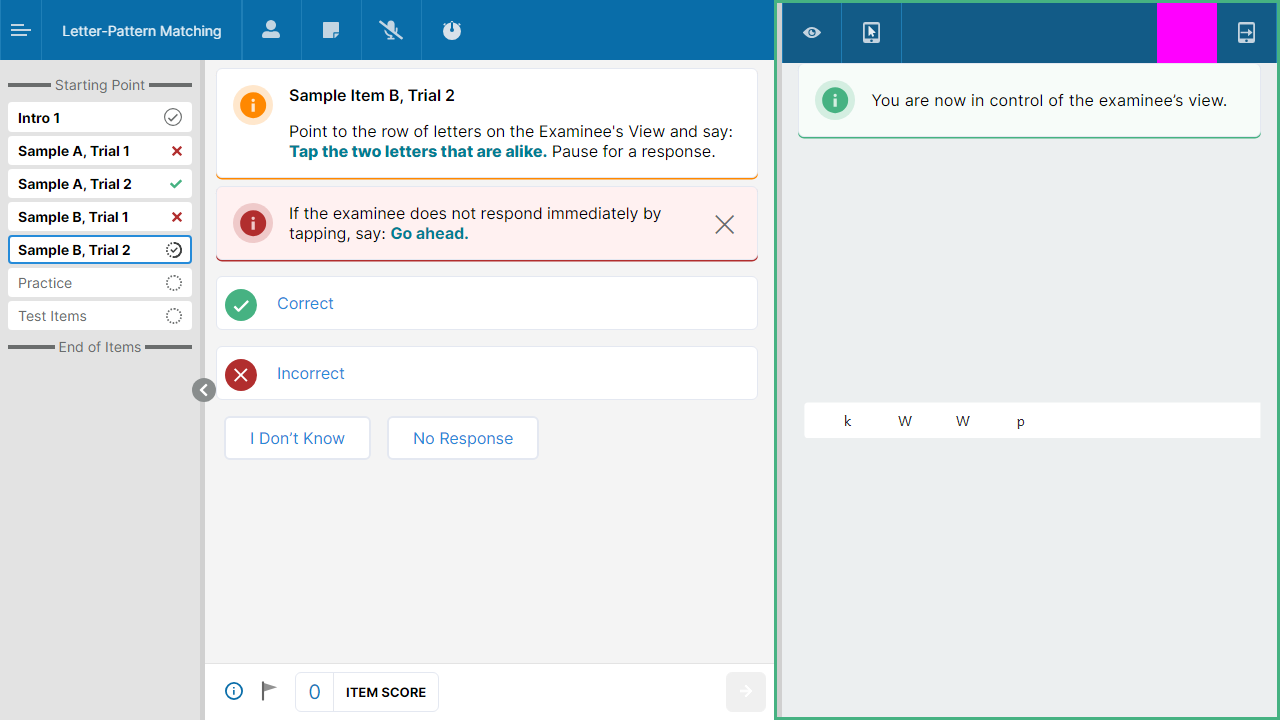 Letter-Pattern Matching
Starting Point
Intro 1
Sample A, Trial 1
Sample A, Trial 2
Sample B, Trial 1
Sample B, Trial 2
Practice
Test Items
End of Items
Sample Item B, Trial 2
Point to the row of letters on the Examinee's View and say:
Tap the two letters that are alike. Pause for a response.
If the examinee does not respond immediately by
tapping, say: Go ahead.
Correct
Incorrect
I Don’t Know
No Response
0 ITEM SCORE
You are now in control of the examinee’s view.
k W W p